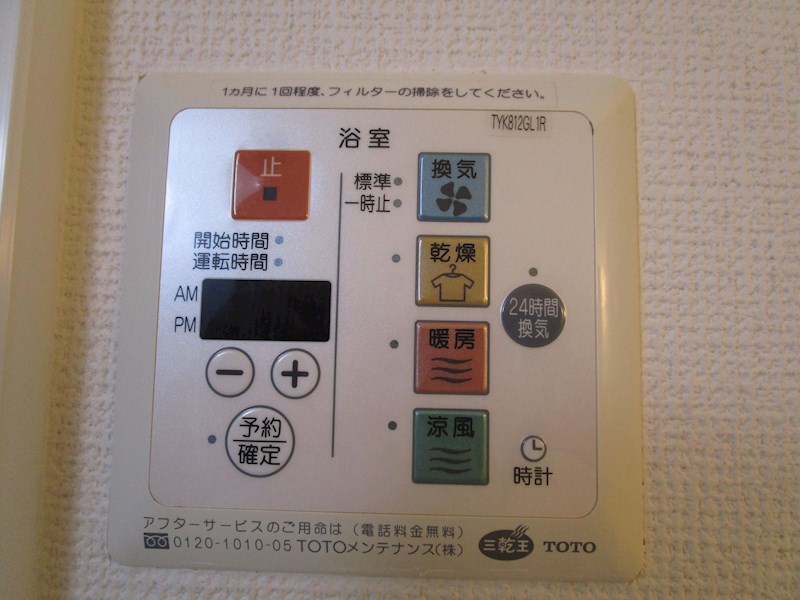 1ヵ月に1回程度、フィルターの掃除をしてください。
TYK812GL1R
浴室
止
換気
標準
一時止
開始時間
運転時間
乾燥
AM
PM
24時間
換気
暖房
予約
確定
涼風
時計
アフターサービスのご用命は(電話料金無料)
0120-1010-05 TOTOメンテナンス(株)
三乾王
TOTO